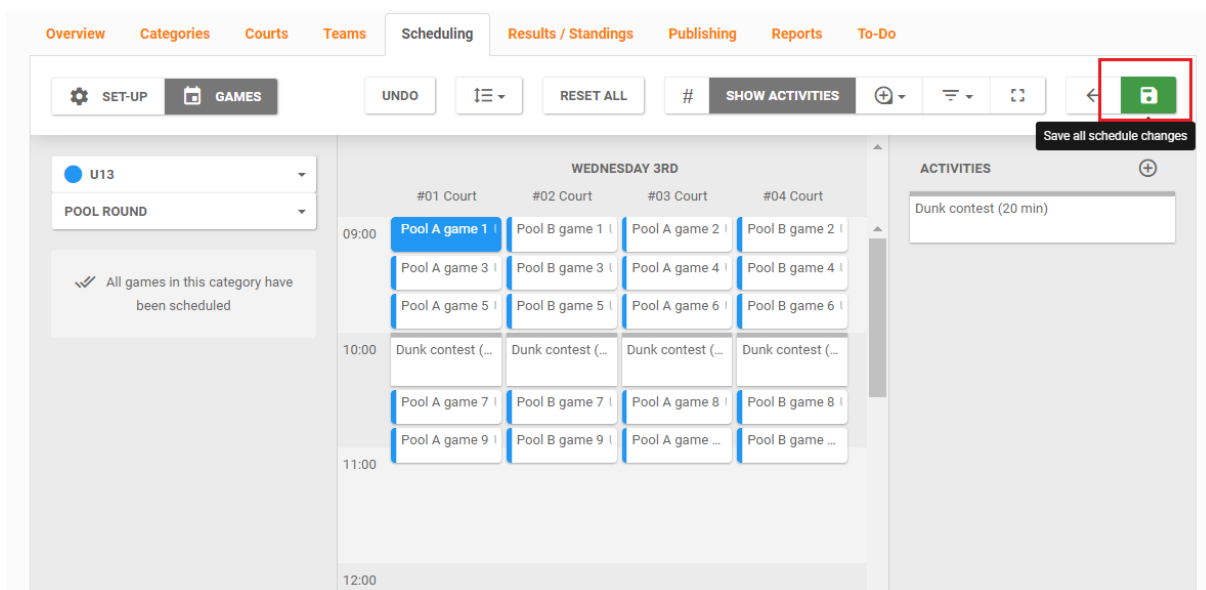 Overview Categories Courts Teams Scheduling Results / Standings Publishing Reports To-Do
SET-UP GAMES UNDO RESET ALL # SHOW ACTIVITIES
Save all schedule changes
U13
POOL ROUND
All games in this category have
been scheduled
WEDNESDAY 3RD
#01 Court #02 Court #03 Court #04 Court
09:00 Pool A game 1 Pool B game 1 Pool A game 2 Pool B game 2
Pool A game 3 Pool B game 3 Pool A game 4 Pool B game 4
Pool A game 5 Pool B game 5 Pool A game 6 Pool B game 6
10:00 Dunk contest (... Dunk contest (... Dunk contest (... Dunk contest (...
Pool A game 7 Pool B game 7 Pool A game 8 Pool B game 8
Pool A game 9 Pool B game 9 Pool A game ... Pool B game ...
11:00
12:00
ACTIVITIES
Dunk contest (20 min)